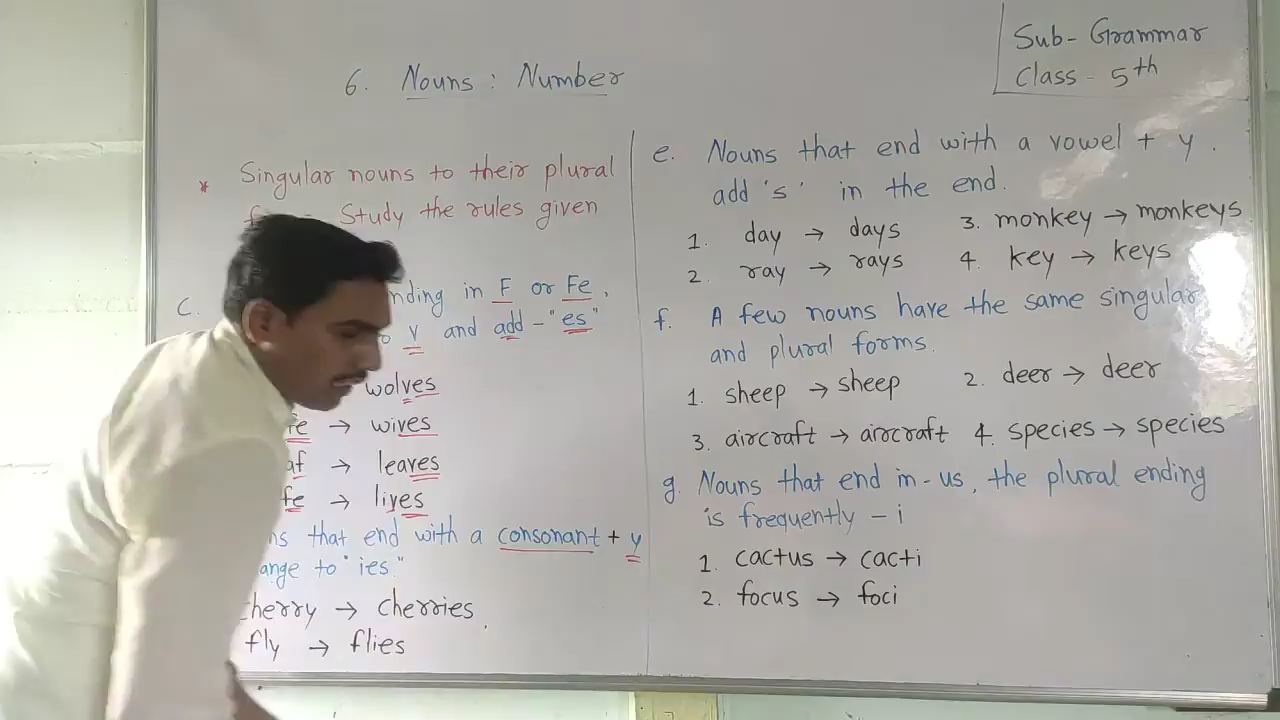 Sub- Grammar
Class - 5th
6. Nouns : Number
* Singular nouns to their plural
Study the rules given
c. nding in F or Fe,
o v and add - "es"
wolves
fe → wives
af → leaves
fe → lives
ns that end with a consonant + y
ange to "ies."
cherry → cherries
fly → flies
e. Nouns that end with a vowel + y.
add 's' in the end.
1. day → days 3. monkey → monkeys
2. ray → rays 4. key → keys
f. A few nouns have the same singular
and plural forms.
1. sheep → sheep 2. deer → deer
3. aircraft → aircraft 4. species → species
g. Nouns that end in - us, the plural ending
is frequently - i
1. cactus → cacti
2. focus → foci